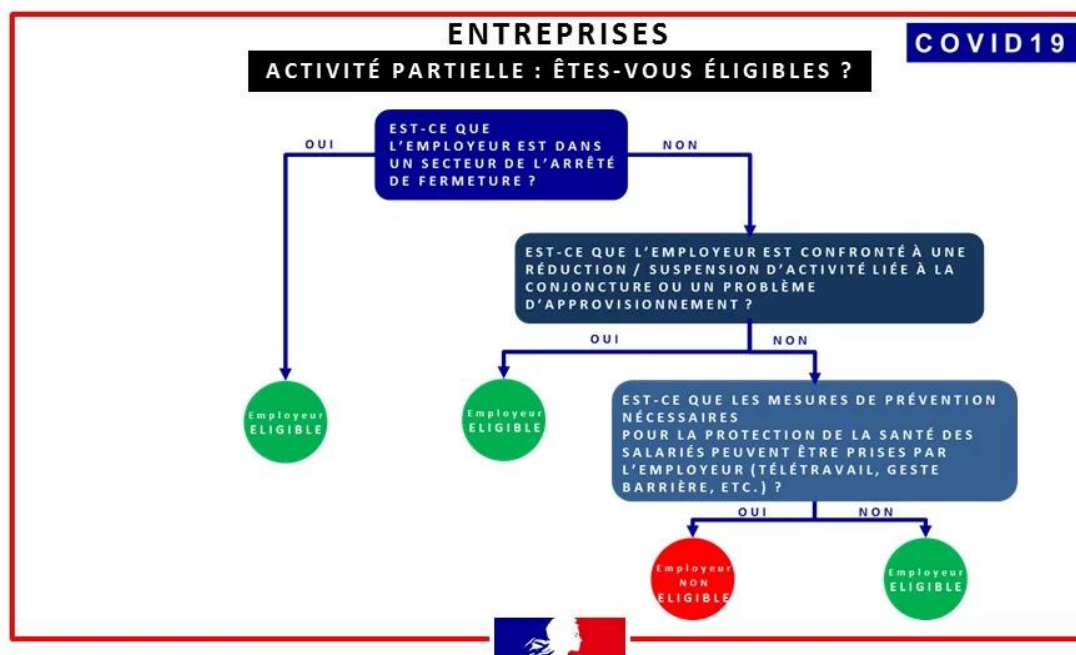 ENTREPRISES
COVID19
ACTIVITÉ PARTIELLE : ÊTES-VOUS ÉLIGIBLES ?
EST-CE QUE
L'EMPLOYEUR EST DANS
UN SECTEUR DE L'ARRÊTÉ
DE FERMETURE ?
OUI
NON
EST-CE QUE L'EMPLOYEUR EST CONFRONTÉ À UNE
RÉDUCTION / SUSPENSION D'ACTIVITÉ LIÉE À LA
CONJONCTURE OU UN PROBLÈME
D'APPROVISIONNEMENT ?
OUI
NON
Employeur
ELIGIBLE
Employeur
ELIGIBLE
EST-CE QUE LES MESURES DE PRÉVENTION
NÉCESSAIRES
POUR LA PROTECTION DE LA SANTÉ DES
SALARIÉS PEUVENT ÊTRE PRISES PAR
L'EMPLOYEUR (TÉLÉTRAVAIL, GESTE
BARRIÈRE, ETC.) ?
OUI
NON
Employeur
NON
ELIGIBLE
Employeur
ELIGIBLE